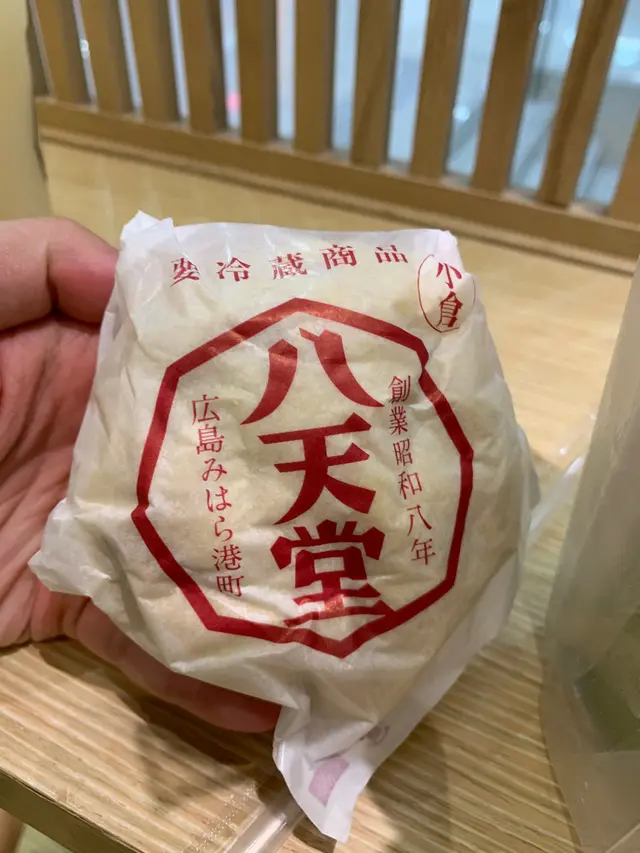 要冷蔵商品
小倉
創業昭和八年
八天堂
広島みはら港町